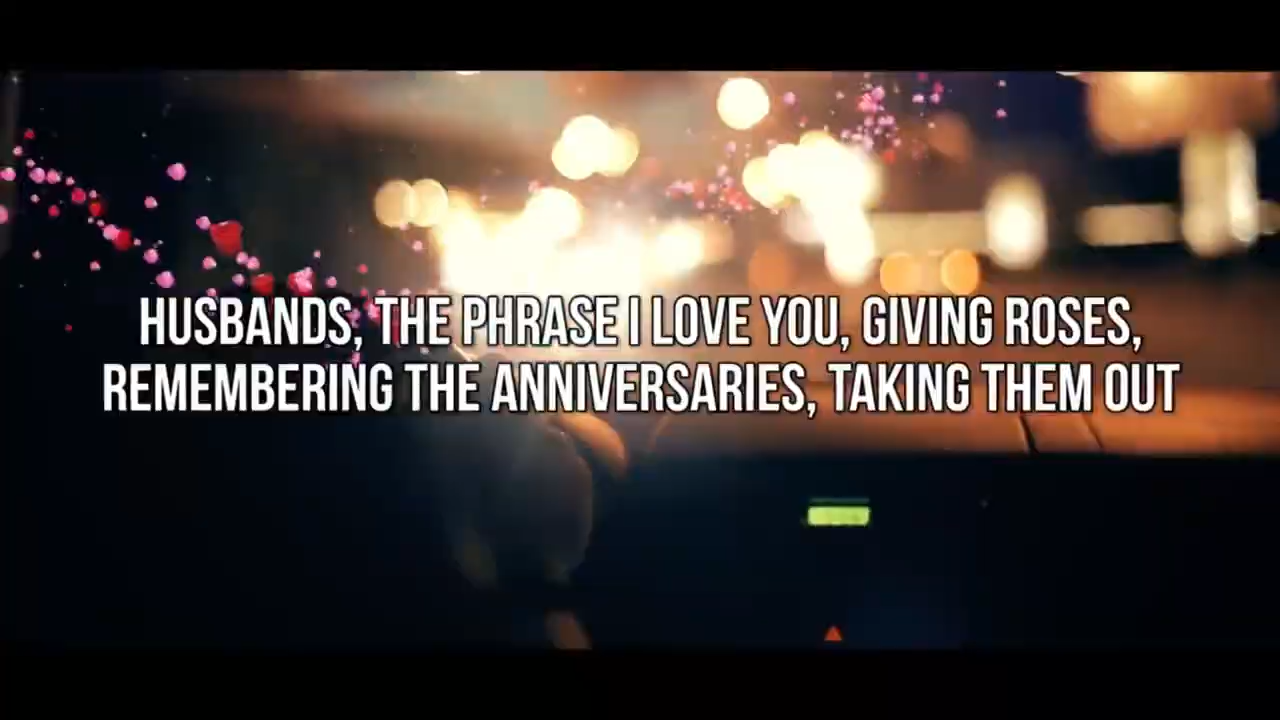 HUSBANDS, THE PHRASE I LOVE YOU, GIVING ROSES,
REMEMBERING THE ANNIVERSARIES, TAKING THEM OUT